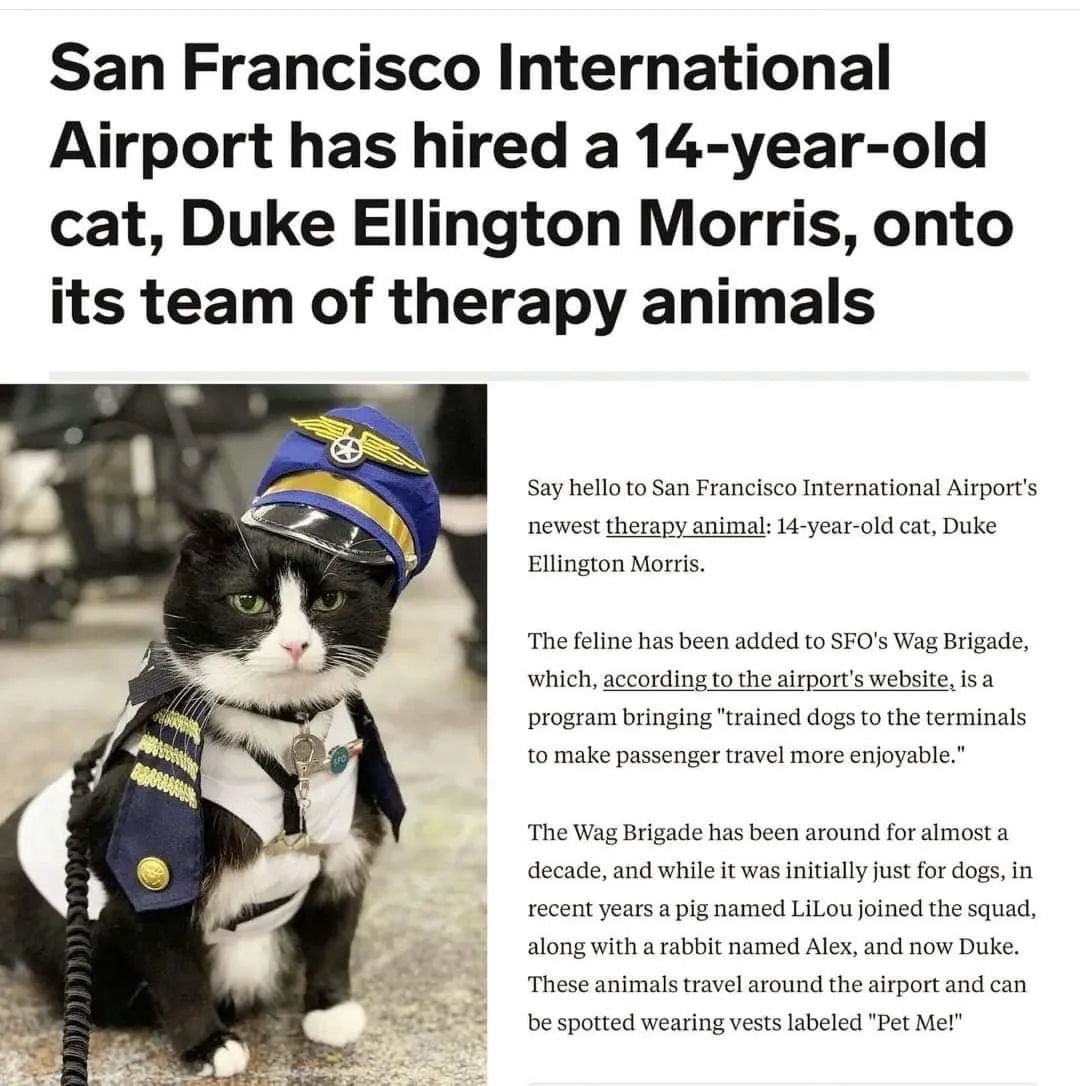 San Francisco International
Airport has hired a 14-year-old
cat, Duke Ellington Morris, onto
its team of therapy animals
Say hello to San Francisco International Airport's
newest therapy animal: 14-year-old cat, Duke
Ellington Morris.
The feline has been added to SFO's Wag Brigade,
which, according to the airport's website, is a
program bringing "trained dogs to the terminals
to make passenger travel more enjoyable."
The Wag Brigade has been around for almost a
decade, and while it was initially just for dogs, in
recent years a pig named LiLou joined the squad,
along with a rabbit named Alex, and now Duke.
These animals travel around the airport and can
be spotted wearing vests labeled "Pet Me!"
SFO